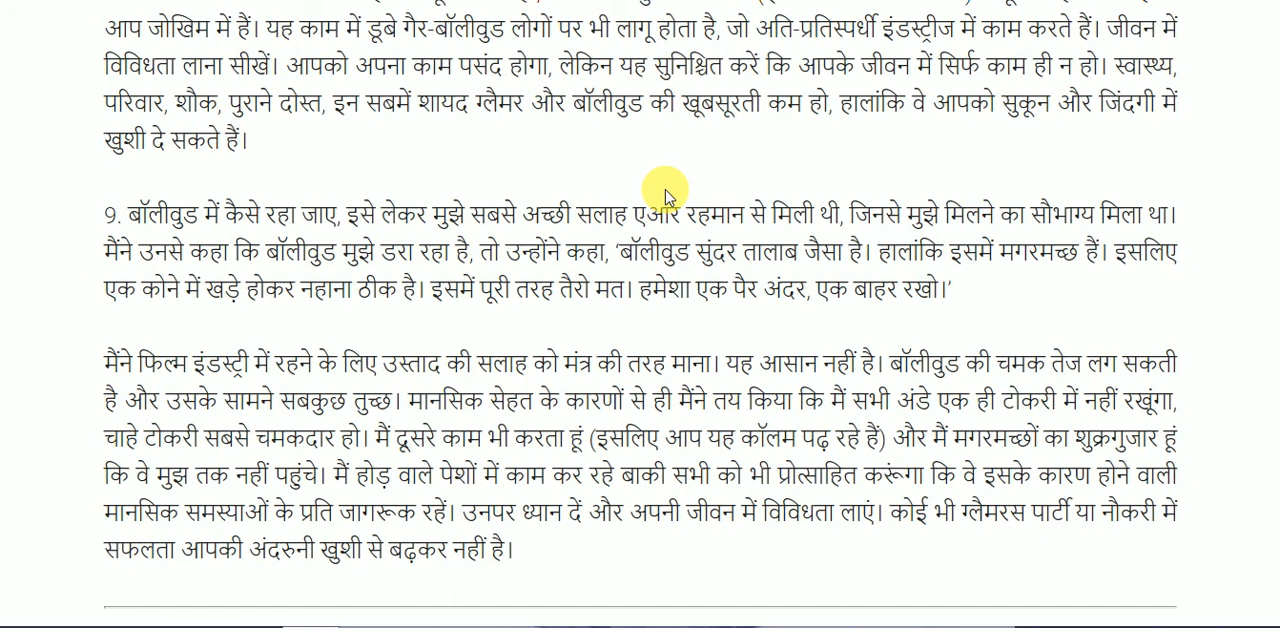 आप जोखिम में हैं। यह काम में डूबे गैर-बॉलीवुड लोगों पर भी लागू होता है, जो अति-प्रतिस्पर्धी इंडस्ट्रीज में काम करते हैं। जीवन में
विविधता लाना सीखें। आपको अपना काम पसंद होगा, लेकिन यह सुनिश्चित करें कि आपके जीवन में सिर्फ काम ही न हो। स्वास्थ्य,
परिवार, शौक, पुराने दोस्त, इन सबमें शायद ग्लैमर और बॉलीवुड की खूबसूरती कम हो, हालांकि वे आपको सुकून और जिंदगी में
खुशी दे सकते हैं।
9. बॉलीवुड में कैसे रहा जाए, इसे लेकर मुझे सबसे अच्छी सलाह एआर रहमान से मिली थी, जिनसे मुझे मिलने का सौभाग्य मिला था।
मैंने उनसे कहा कि बॉलीवुड मुझे डरा रहा है, तो उन्होंने कहा, ‘बॉलीवुड सुंदर तालाब जैसा है। हालांकि इसमें मगरमच्छ हैं। इसलिए
एक कोने में खड़े होकर नहाना ठीक है। इसमें पूरी तरह तैरो मत। हमेशा एक पैर अंदर, एक बाहर रखो।’
मैंने फिल्म इंडस्ट्री में रहने के लिए उस्ताद की सलाह को मंत्र की तरह माना। यह आसान नहीं है। बॉलीवुड की चमक तेज लग सकती
है और उसके सामने सबकुछ तुच्छ। मानसिक सेहत के कारणों से ही मैंने तय किया कि मैं सभी अंडे एक ही टोकरी में नहीं रखूंगा,
चाहे टोकरी सबसे चमकदार हो। मैं दूसरे काम भी करता हूं (इसलिए आप यह कॉलम पढ़ रहे हैं) और मैं मगरमच्छों का शुक्रगुजार हूं
कि वे मुझ तक नहीं पहुंचे। मैं होड़ वाले पेशों में काम कर रहे बाकी सभी को भी प्रोत्साहित करूंगा कि वे इसके कारण होने वाली
मानसिक समस्याओं के प्रति जागरूक रहें। उनपर ध्यान दें और अपनी जीवन में विविधता लाएं। कोई भी ग्लैमरस पार्टी या नौकरी में
सफलता आपकी अंदरुनी खुशी से बढ़कर नहीं है।